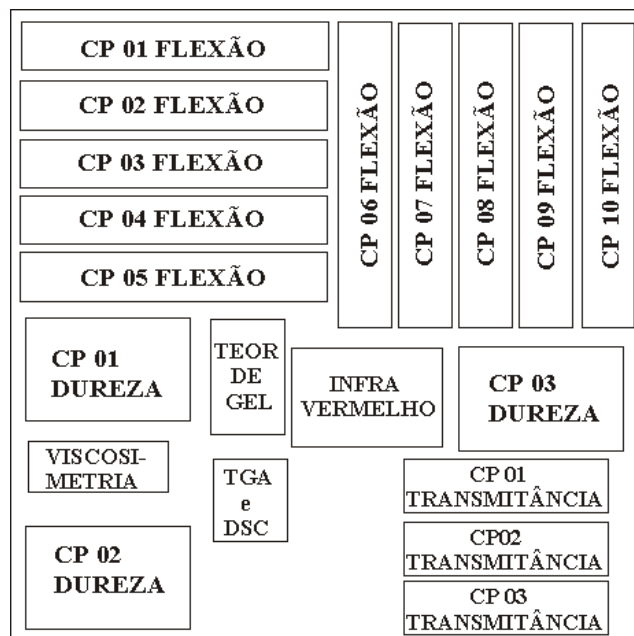 CP 01 FLEXÃO
CP 02 FLEXÃO
CP 03 FLEXÃO
CP 04 FLEXÃO
CP 05 FLEXÃO
CP 06 FLEXÃO
CP 07 FLEXÃO
CP 08 FLEXÃO
CP 09 FLEXÃO
CP 10 FLEXÃO
CP 01
DUREZA
TEOR
DE
GEL
INFRA
VERMELHO
CP 03
DUREZA
VISCOSI-
METRIA
TGA
e
DSC
CP 01
TRANSMITÂNCIA
CP02
TRANSMITÂNCIA
CP 03
TRANSMITÂNCIA
CP 02
DUREZA